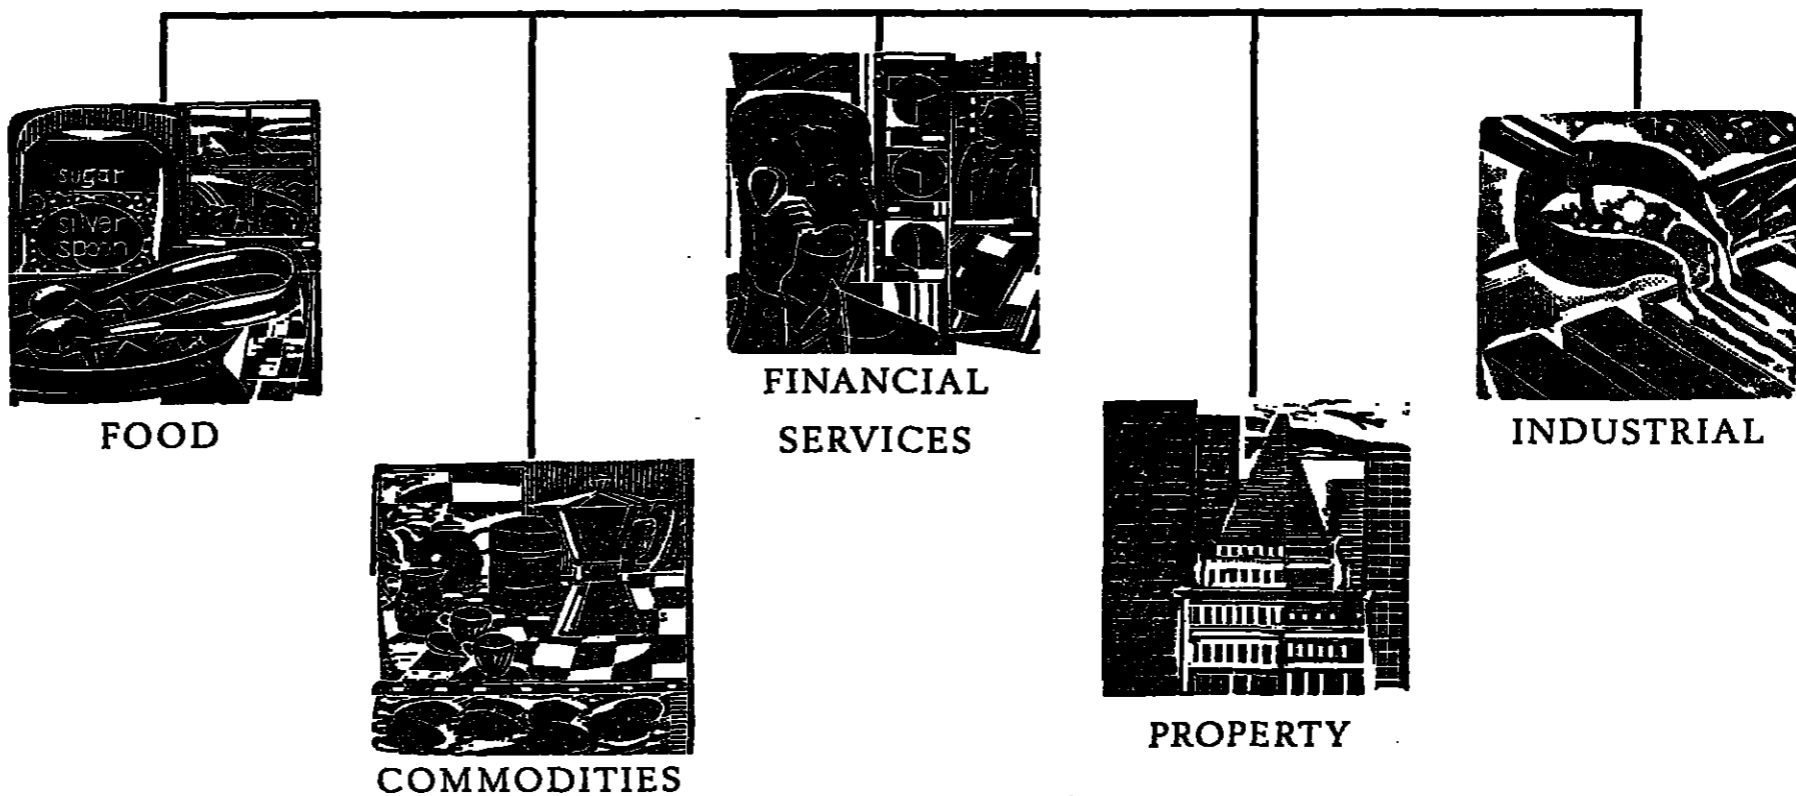 sugar
silver
spoon
FOOD
COMMODITIES
FINANCIAL
SERVICES
PROPERTY
INDUSTRIAL